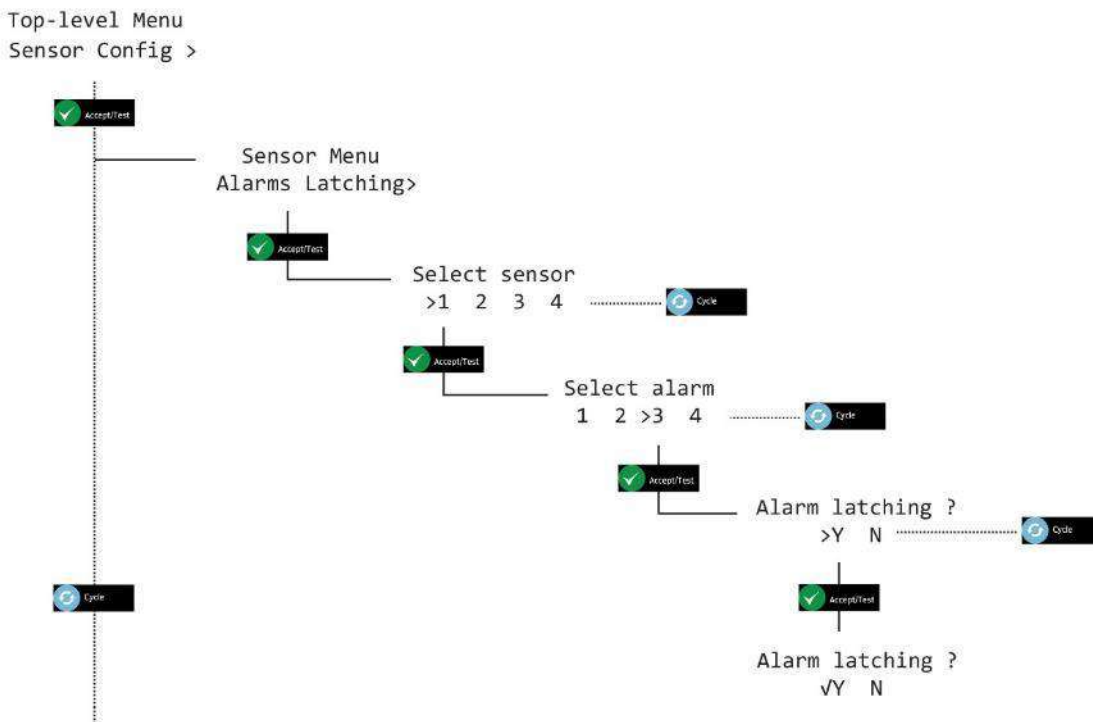 Top-level Menu
Sensor Config >
Accept/Test
Sensor Menu
Alarms Latching>
Accept/Test
Select sensor
>1 2 3 4
Cycle
Accept/Test
Select alarm
1 2 >3 4
Cycle
Accept/Test
Alarm latching ?
>Y N
Cycle
Cycle
Accept/Test
Alarm latching ?
√Y N